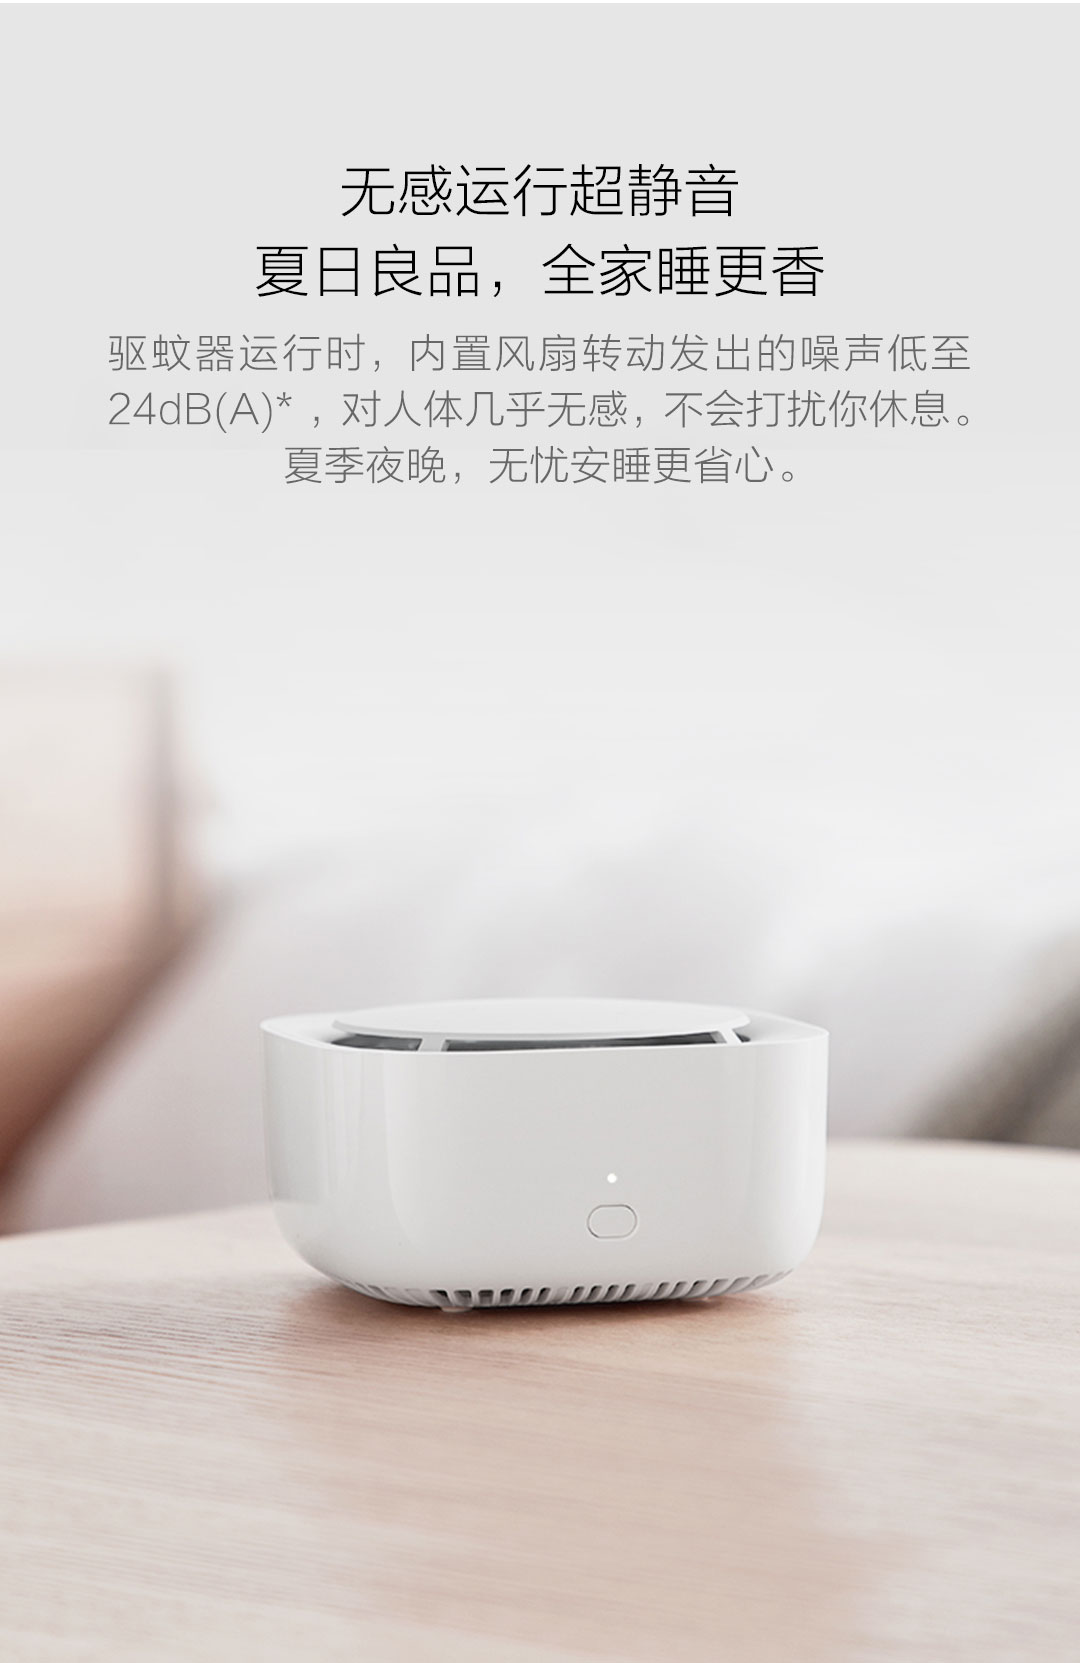 无感运行超静音
夏日良品，全家睡更香
驱蚊器运行时，内置风扇转动发出的噪声低至
24dB(A)*，对人体几乎无感，不会打扰你休息。
夏季夜晚，无忧安睡更省心。